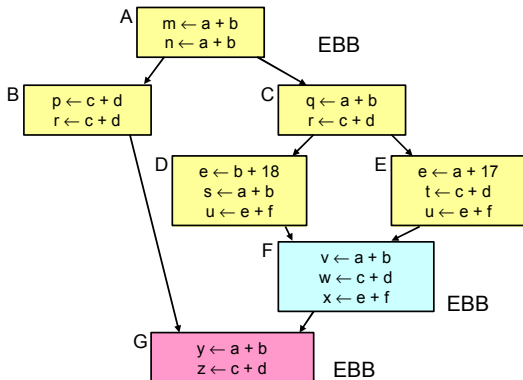 A
m ← a + b
n ← a + b
EBB
B
p ← c + d
r ← c + d
C
q ← a + b
r ← c + d
D
e ← b + 18
s ← a + b
u ← e + f
E
e ← a + 17
t ← c + d
u ← e + f
F
v ← a + b
w ← c + d
x ← e + f
EBB
G
y ← a + b
z ← c + d
EBB